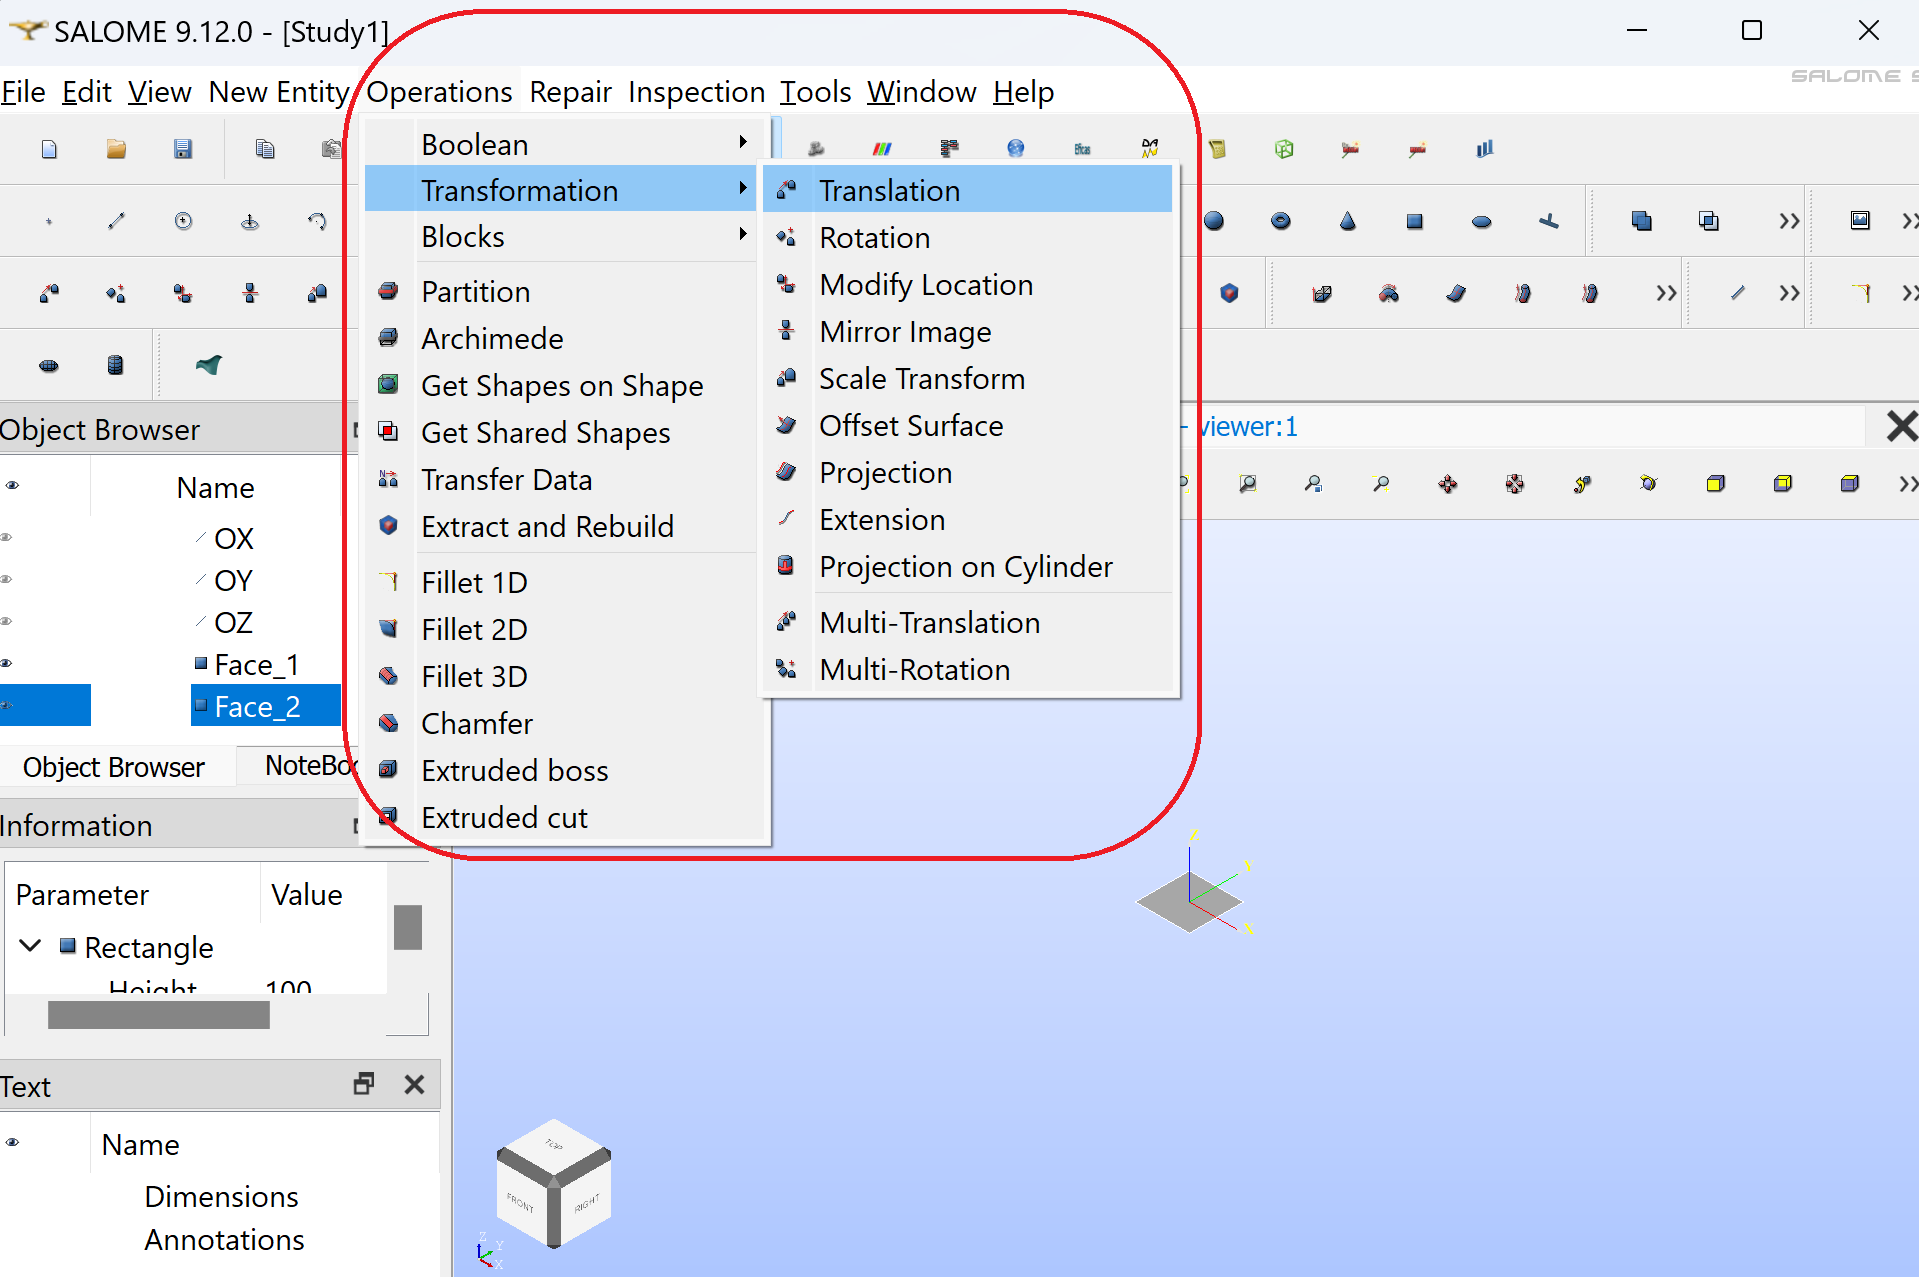 SALOME 9.12.0 - [Study1]
File Edit View New Entity Operations Repair Inspection Tools Window Help
SALOME
Boolean
Transformation
Blocks
Partition
Archimede
Get Shapes on Shape
Get Shared Shapes
Transfer Data
Extract and Rebuild
Fillet 1D
Fillet 2D
Fillet 3D
Chamfer
Extruded boss
Extruded cut
Translation
Rotation
Modify Location
Mirror Image
Scale Transform
Offset Surface
Projection
Extension
Projection on Cylinder
Multi-Translation
Multi-Rotation
Eficas
Object Browser
Name
OX
OY
OZ
Face_1
Face_2
Object Browser NoteBo
Information
Parameter Value
Rectangle
Height 100
Text
Name
Dimensions
Annotations
- viewer:1
Z
Y
X
TOP
FRONT RIGHT
Z
Y
X